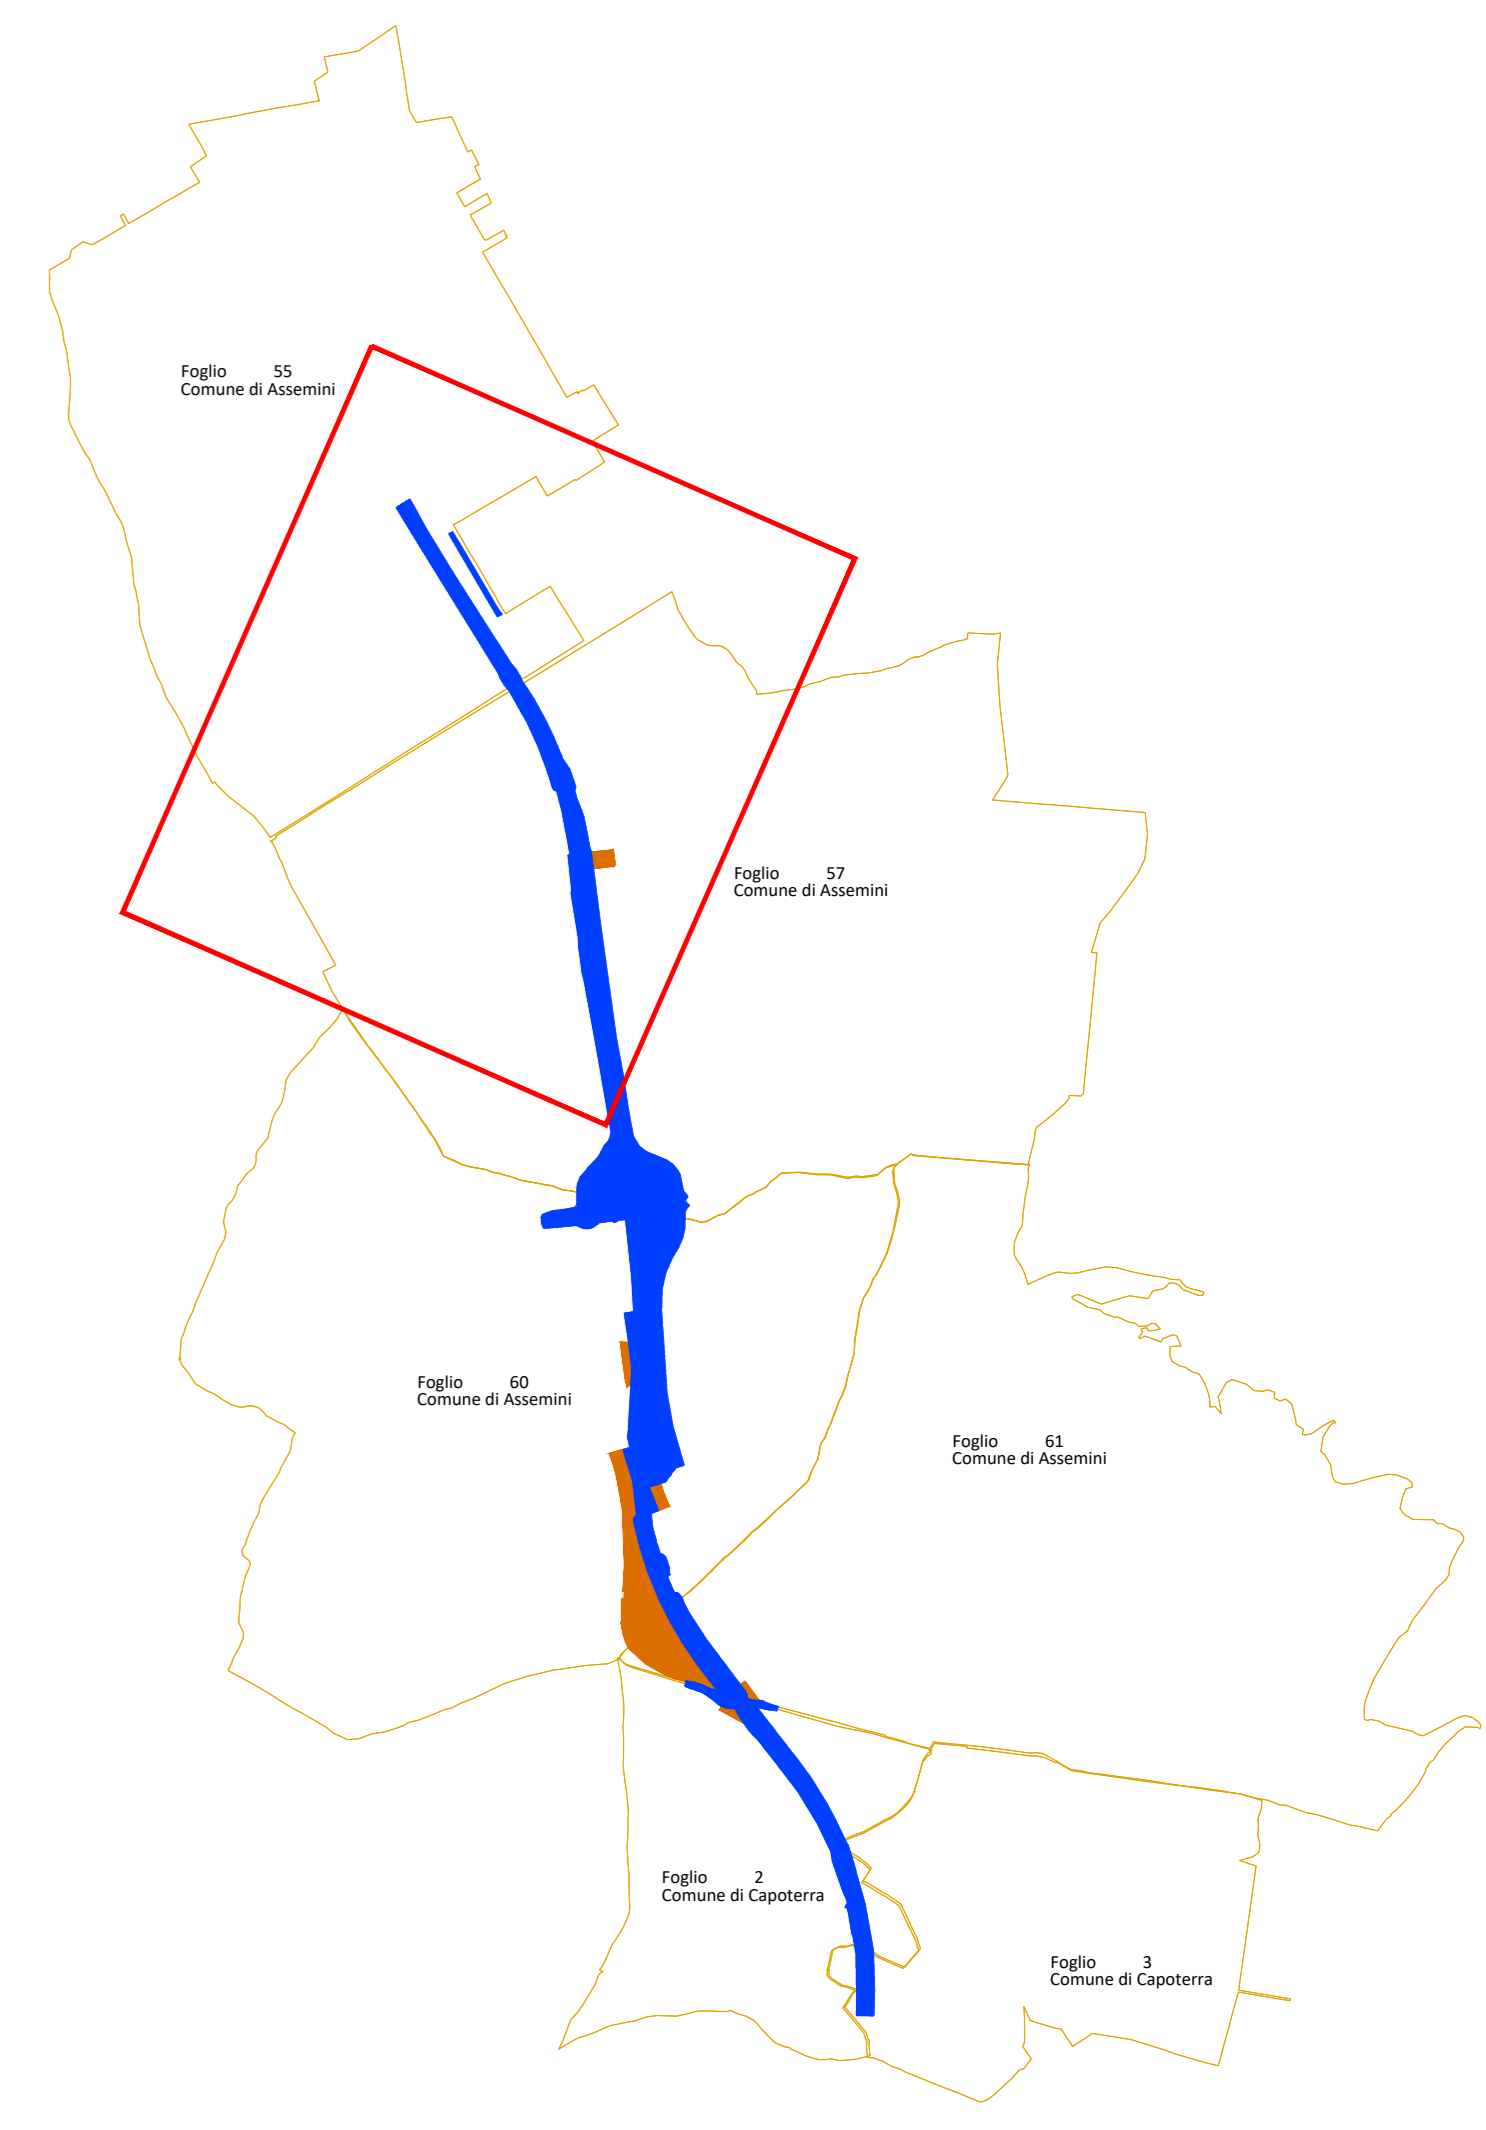 Foglio 55
Comune di Assemini
Foglio 57
Comune di Assemini
Foglio 60
Comune di Assemini
Foglio 61
Comune di Assemini
Foglio 2
Comune di Capoterra
Foglio 3
Comune di Capoterra